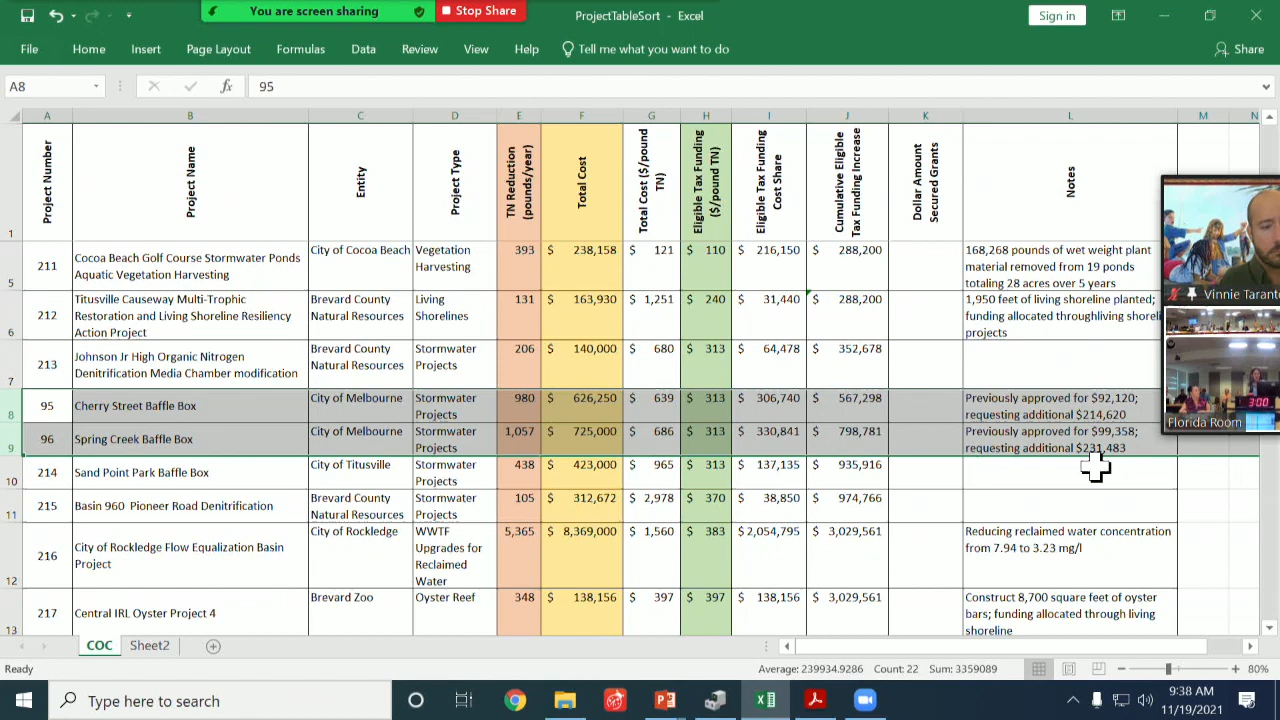 You are screen sharing
Stop Share
ProjectTableSort - Excel
Sign in
File Home Insert Page Layout Formulas Data Review View Help Tell me what you want to do Share
A8 fx 95
A B C D E F G H I J K L M N
1 Project Number Project Name Entity Project Type TN Reduction (pounds/year) Total Cost Total Cost ($/pound TN) Eligible Tax Funding ($/pound TN) Eligible Tax Funding Cost Share Cumulative Eligible Tax Funding Increase Dollar Amount Secured Grants Notes
5 211 Cocoa Beach Golf Course Stormwater Ponds Aquatic Vegetation Harvesting City of Cocoa Beach Vegetation Harvesting 393 $ 238,158 $ 121 $ 110 $ 216,150 $ 288,200 168,268 pounds of wet weight plant material removed from 19 ponds totaling 28 acres over 5 years
6 212 Titusville Causeway Multi-Trophic Restoration and Living Shoreline Resiliency Action Project Brevard County Natural Resources Living Shorelines 131 $ 163,930 $ 1,251 $ 240 $ 31,440 $ 288,200 1,950 feet of living shoreline planted; funding allocated throughliving shoreli projects
7 213 Johnson Jr High Organic Nitrogen Denitrification Media Chamber modification Brevard County Natural Resources Stormwater Projects 206 $ 140,000 $ 680 $ 313 $ 64,478 $ 352,678
8 95 Cherry Street Baffle Box City of Melbourne Stormwater Projects 980 $ 626,250 $ 639 $ 313 $ 306,740 $ 567,298 Previously approved for $92,120; requesting additional $214,620
9 96 Spring Creek Baffle Box City of Melbourne Stormwater Projects 1,057 $ 725,000 $ 686 $ 313 $ 330,841 $ 798,781 Previously approved for $99,358; requesting additional $231,483
10 214 Sand Point Park Baffle Box City of Titusville Stormwater Projects 438 $ 423,000 $ 965 $ 313 $ 137,135 $ 935,916
11 215 Basin 960 Pioneer Road Denitrification Brevard County Natural Resources Stormwater Projects 105 $ 312,672 $ 2,978 $ 370 $ 38,850 $ 974,766
12 216 City of Rockledge Flow Equalization Basin Project City of Rockledge WWTF Upgrades for Reclaimed Water 5,365 $ 8,369,000 $ 1,560 $ 383 $ 2,054,795 $ 3,029,561 Reducing reclaimed water concentration from 7.94 to 3.23 mg/l
13 217 Central IRL Oyster Project 4 Brevard Zoo Oyster Reef 348 $ 138,156 $ 397 $ 397 $ 138,156 $ 3,029,561 Construct 8,700 square feet of oyster bars; funding allocated through living shoreline
Vinnie Taranto
3:00
Florida Room
COC Sheet2
Ready Average: 239934.9286 Count: 22 Sum: 3359089 80%
Type here to search
9:38 AM
11/19/2021